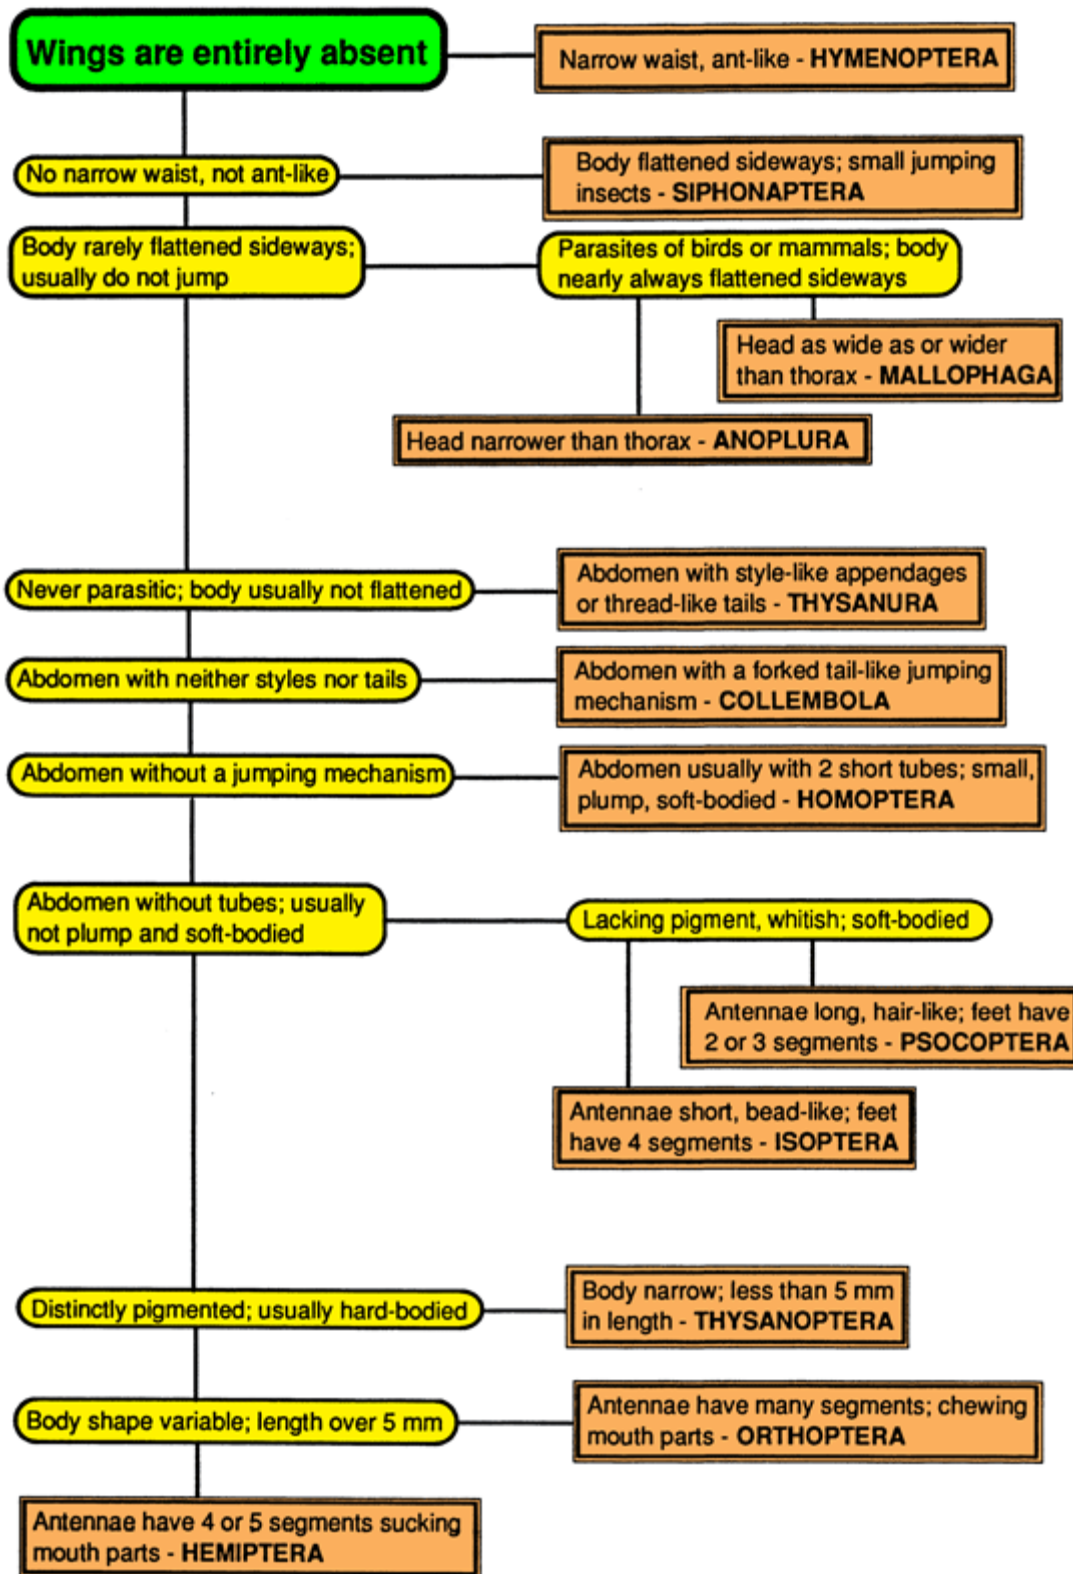 Wings are entirely absent
Narrow waist, ant-like - HYMENOPTERA
No narrow waist, not ant-like
Body flattened sideways; small jumping
insects - SIPHONAPTERA
Body rarely flattened sideways;
usually do not jump
Parasites of birds or mammals; body
nearly always flattened sideways
Head as wide as or wider
than thorax - MALLOPHAGA
Head narrower than thorax - ANOPLURA
Never parasitic; body usually not flattened
Abdomen with style-like appendages
or thread-like tails - THYSANURA
Abdomen with neither styles nor tails
Abdomen with a forked tail-like jumping
mechanism - COLLEMBOLA
Abdomen without a jumping mechanism
Abdomen usually with 2 short tubes; small,
plump, soft-bodied - HOMOPTERA
Abdomen without tubes; usually
not plump and soft-bodied
Lacking pigment, whitish; soft-bodied
Antennae long, hair-like; feet have
2 or 3 segments - PSOCOPTERA
Antennae short, bead-like; feet
have 4 segments - ISOPTERA
Distinctly pigmented; usually hard-bodied
Body narrow; less than 5 mm
in length - THYSANOPTERA
Body shape variable; length over 5 mm
Antennae have many segments; chewing
mouth parts - ORTHOPTERA
Antennae have 4 or 5 segments sucking
mouth parts - HEMIPTERA